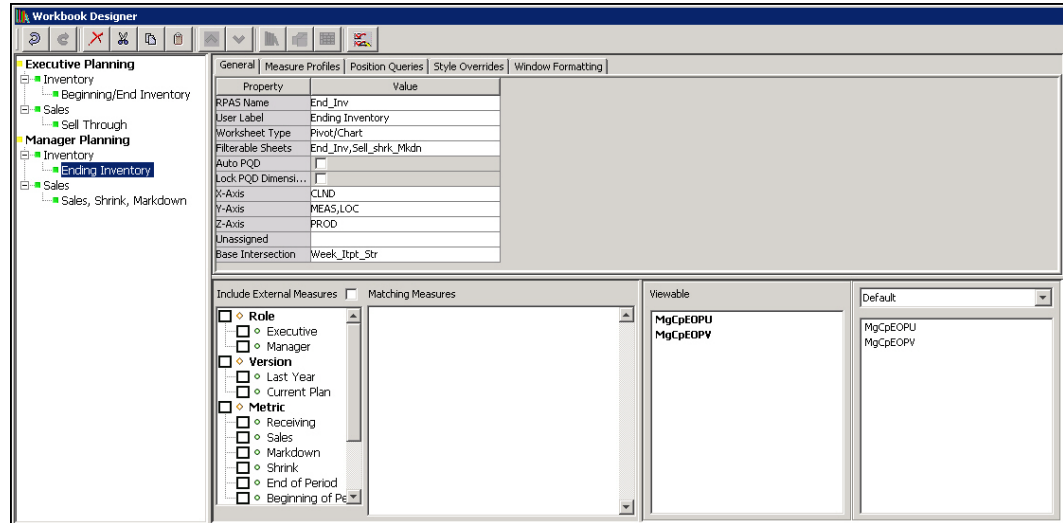 Workbook Designer
Executive Planning
Inventory
Beginning/End Inventory
Sales
Sell Through
Manager Planning
Inventory
Ending Inventory
Sales
Sales, Shrink, Markdown
General Measure Profiles Position Queries Style Overrides Window Formatting
Property Value
RPAS Name End_Inv
User Label Ending Inventory
Worksheet Type Pivot/Chart
Filterable Sheets End_Inv,Sell_shrk_Mkdn
Auto PQD
Lock PQD Dimensi...
X-Axis CLND
Y-Axis MEAS,LOC
Z-Axis PROD
Unassigned
Base Intersection Week_Itpt_Str
Include External Measures Matching Measures
Role
Executive
Manager
Version
Last Year
Current Plan
Metric
Receiving
Sales
Markdown
Shrink
End of Period
Beginning of Pe
Viewable
MgCpEOPU
MgCpEOPV
Default
MgCpEOPU
MgCpEOPV